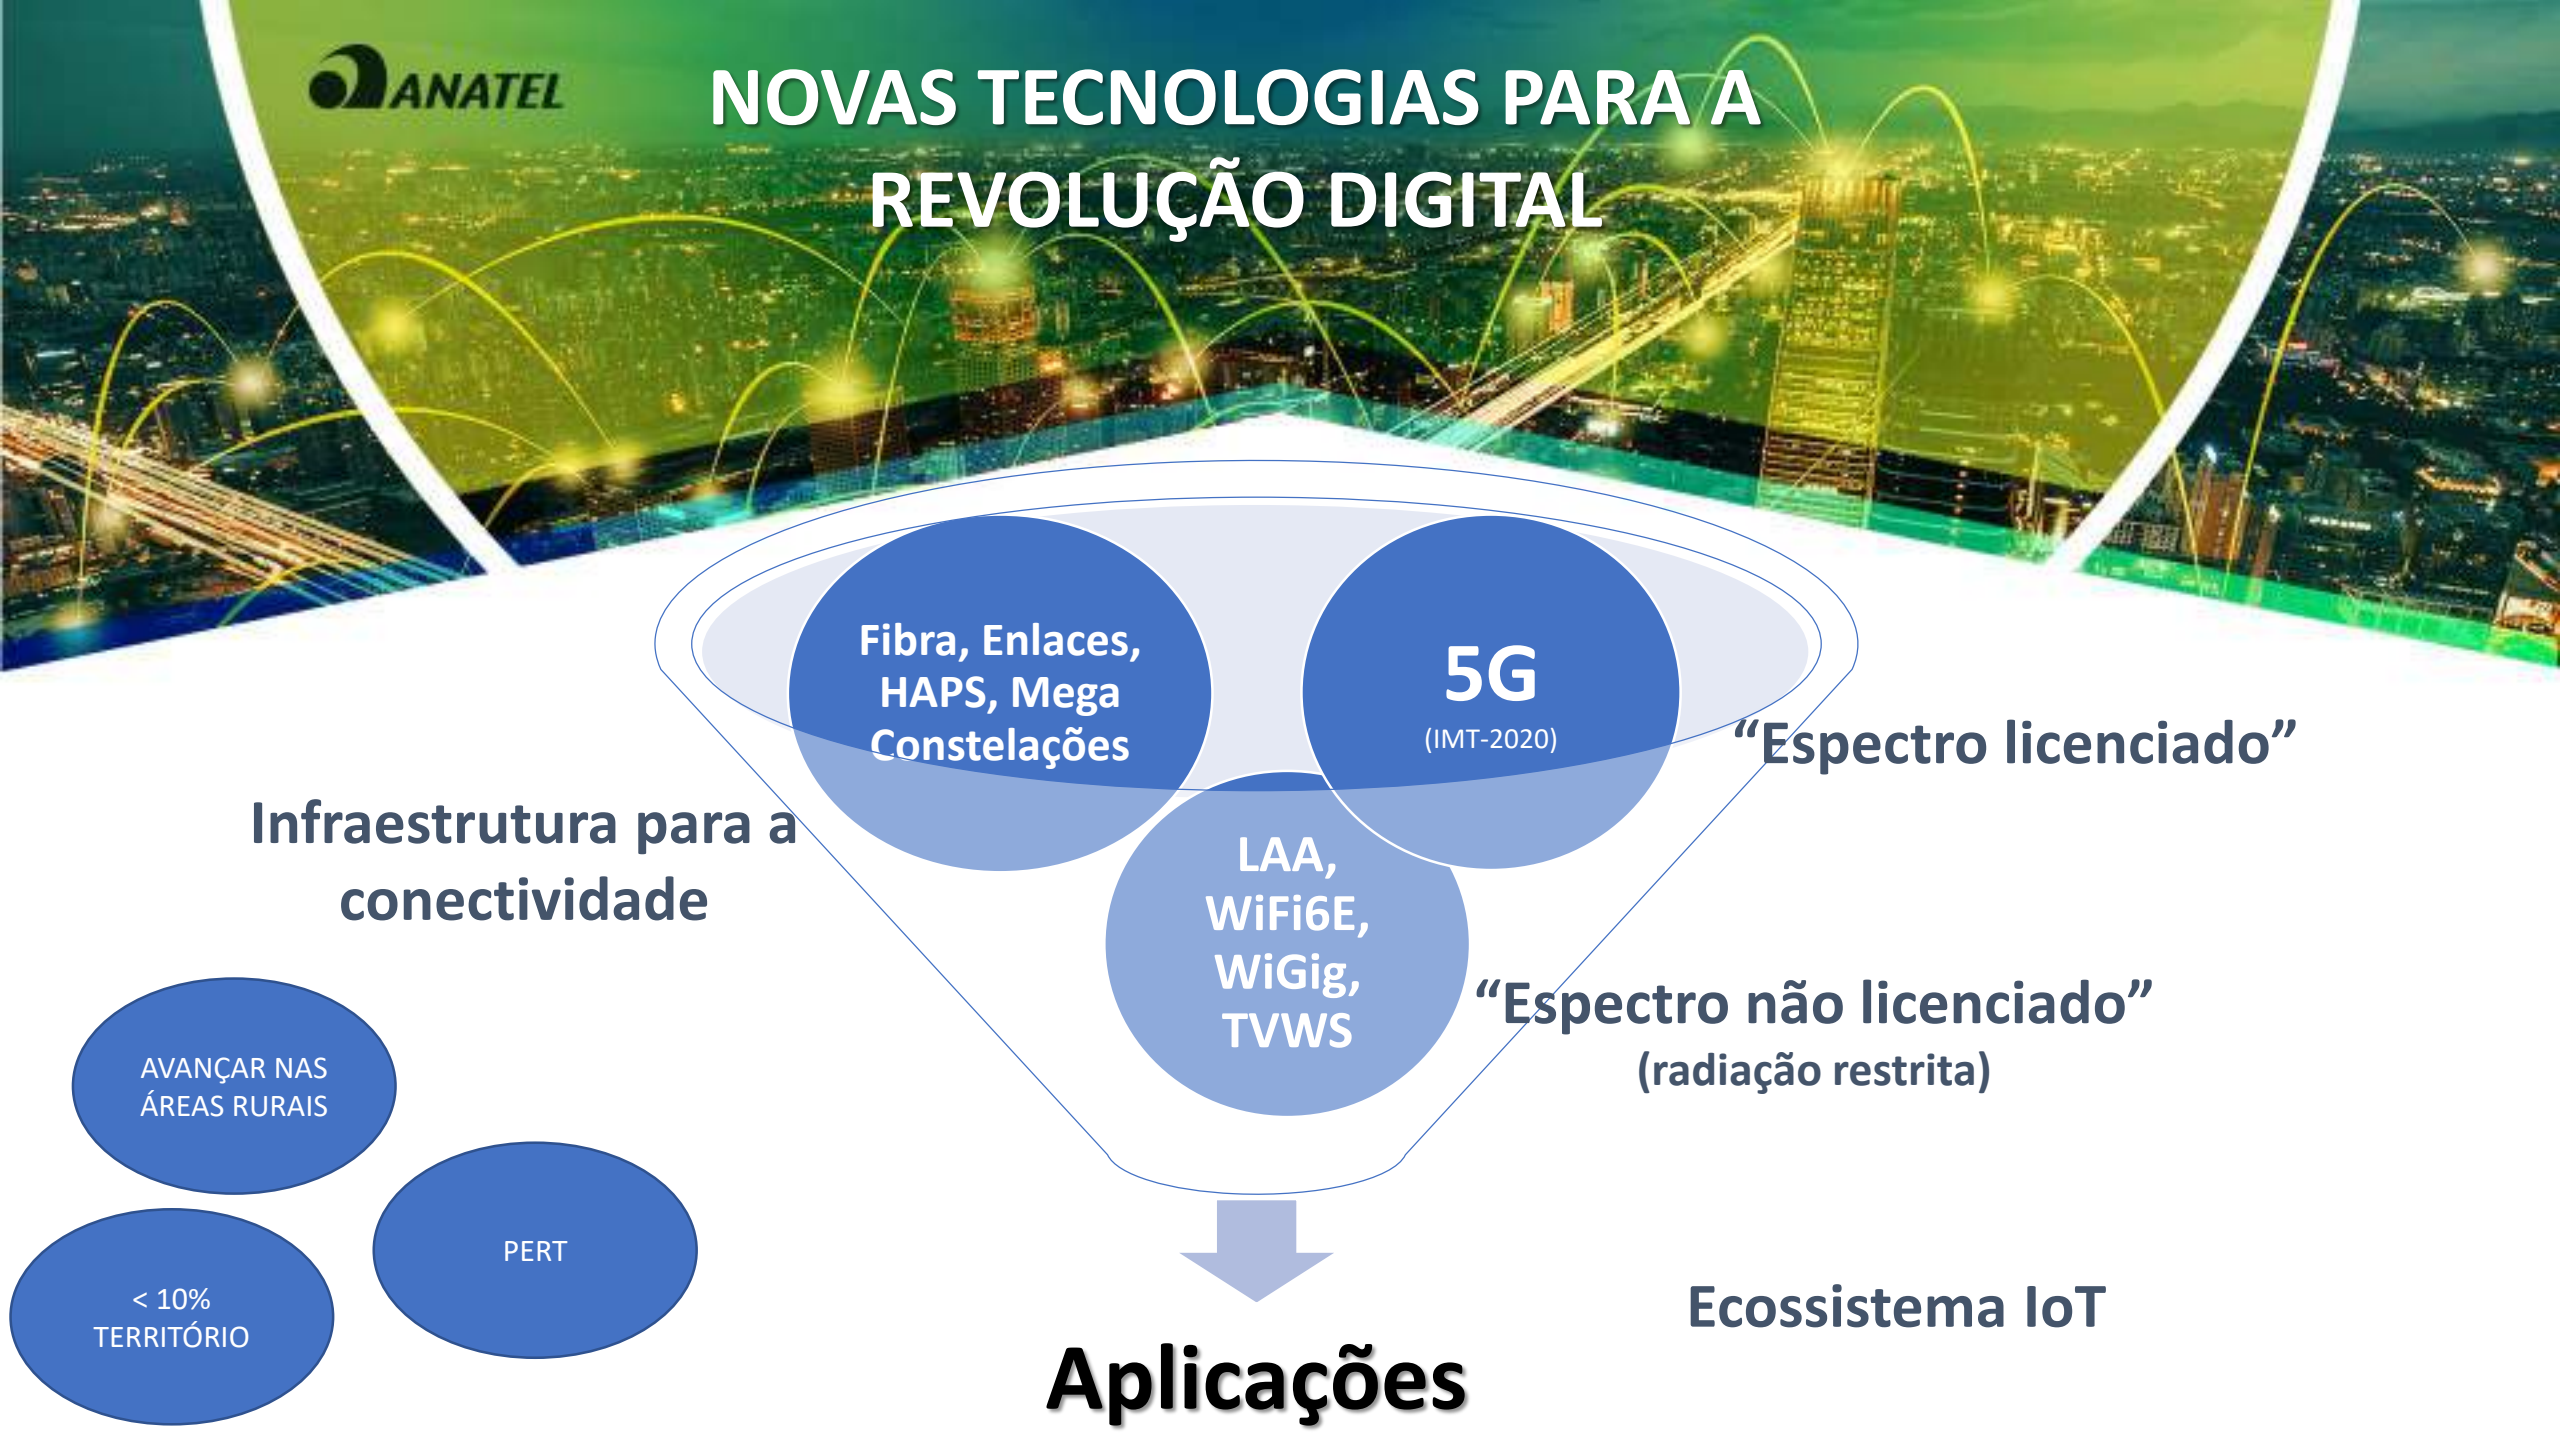 ANATEL
NOVAS TECNOLOGIAS PARA A
REVOLUÇÃO DIGITAL
Fibra, Enlaces,
HAPS, Mega
Constelações
5G
(IMT-2020)
“Espectro licenciado”
Infraestrutura para a
conectividade
LAA,
WiFi6E,
WiGig,
TVWS
“Espectro não licenciado”
(radiação restrita)
AVANÇAR NAS
ÁREAS RURAIS
PERT
< 10%
TERRITÓRIO
Ecossistema IoT
Aplicações